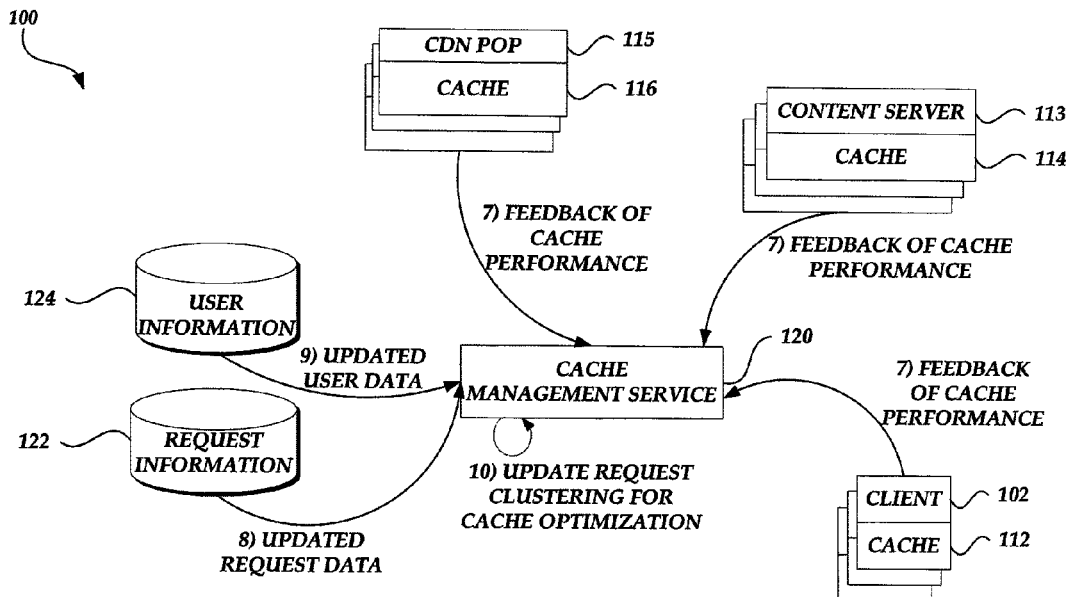 100
CDN POP
115
CACHE
116
CONTENT SERVER
113
CACHE
114
7) FEEDBACK OF
CACHE
PERFORMANCE
7) FEEDBACK OF CACHE
PERFORMANCE
124
USER
INFORMATION
9) UPDATED
USER DATA
CACHE
MANAGEMENT SERVICE
120
7) FEEDBACK
OF CACHE
PERFORMANCE
122
REQUEST
INFORMATION
10) UPDATE REQUEST
CLUSTERING FOR
CACHE OPTIMIZATION
8) UPDATED
REQUEST DATA
CLIENT
102
CACHE
112